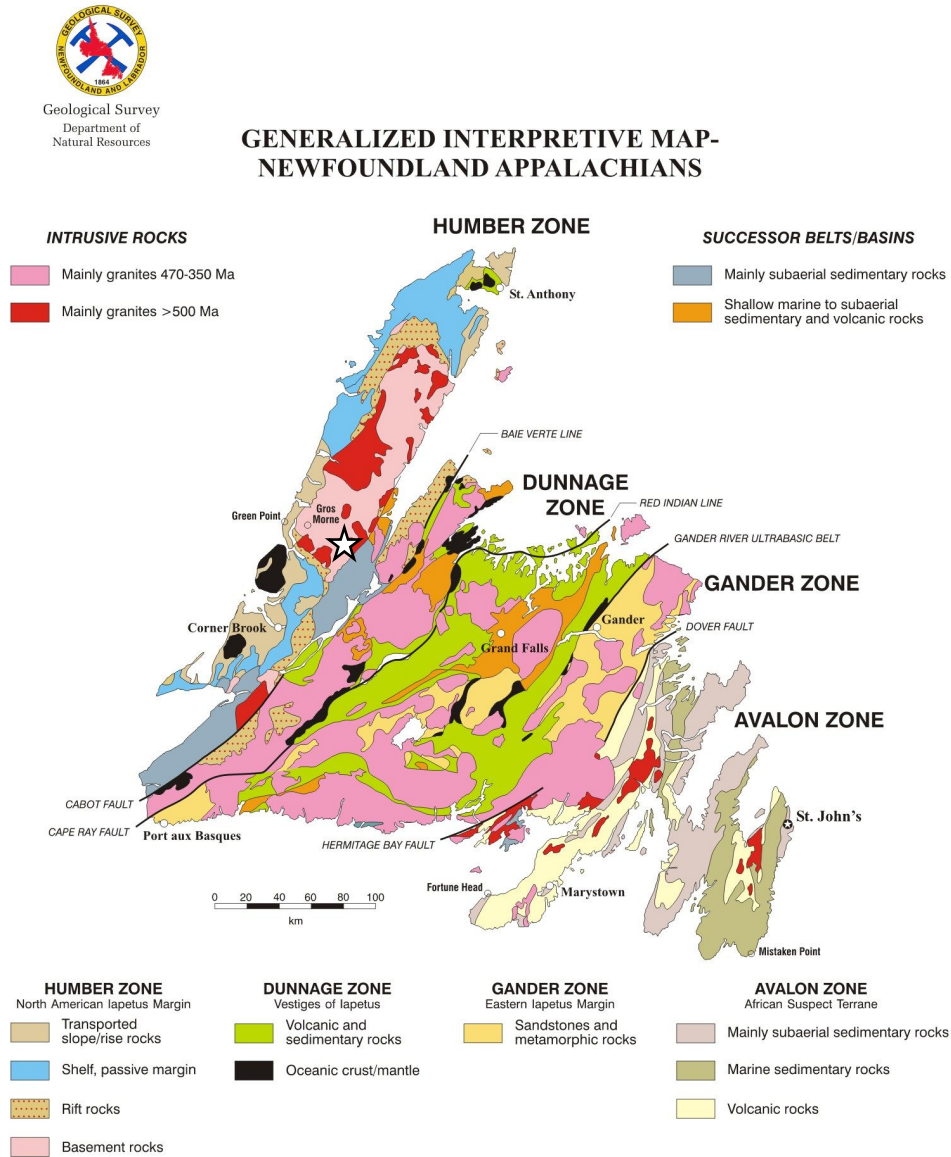 GEOLOGICAL SURVEY
NEWFOUNDLAND AND LABRADOR
1864
Geological Survey
Department of
Natural Resources
GENERALIZED INTERPRETIVE MAP-
NEWFOUNDLAND APPALACHIANS
INTRUSIVE ROCKS
Mainly granites 470-350 Ma
Mainly granites >500 Ma
SUCCESSOR BELTS/BASINS
Mainly subaerial sedimentary rocks
Shallow marine to subaerial
sedimentary and volcanic rocks
HUMBER ZONE
St. Anthony
BAIE VERTE LINE
DUNNAGE
ZONE
RED INDIAN LINE
Green Point
Gros
Morne
GANDER RIVER ULTRABASIC BELT
GANDER ZONE
Corner Brook
Gander
DOVER FAULT
Grand Falls
AVALON ZONE
CABOT FAULT
St. John's
CAPE RAY FAULT
Port aux Basques
HERMITAGE BAY FAULT
Fortune Head
Marystown
0 20 40 60 80 100
km
Mistaken Point
HUMBER ZONE
North American Iapetus Margin
Transported
slope/rise rocks
Shelf, passive margin
Rift rocks
Basement rocks
DUNNAGE ZONE
Vestiges of Iapetus
Volcanic and
sedimentary rocks
Oceanic crust/mantle
GANDER ZONE
Eastern Iapetus Margin
Sandstones and
metamorphic rocks
AVALON ZONE
African Suspect Terrane
Mainly subaerial sedimentary rocks
Marine sedimentary rocks
Volcanic rocks